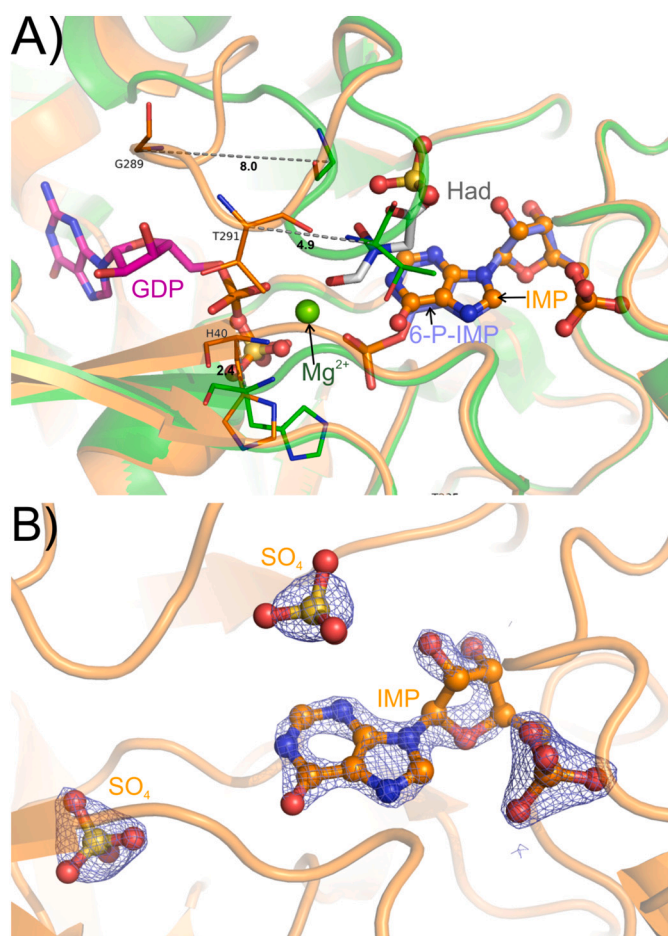 A)
G289
8.0
Had
T291
4.9
GDP
IMP
6-P-IMP
H40
Mg2+
2.4
B)
SO4
IMP
SO4